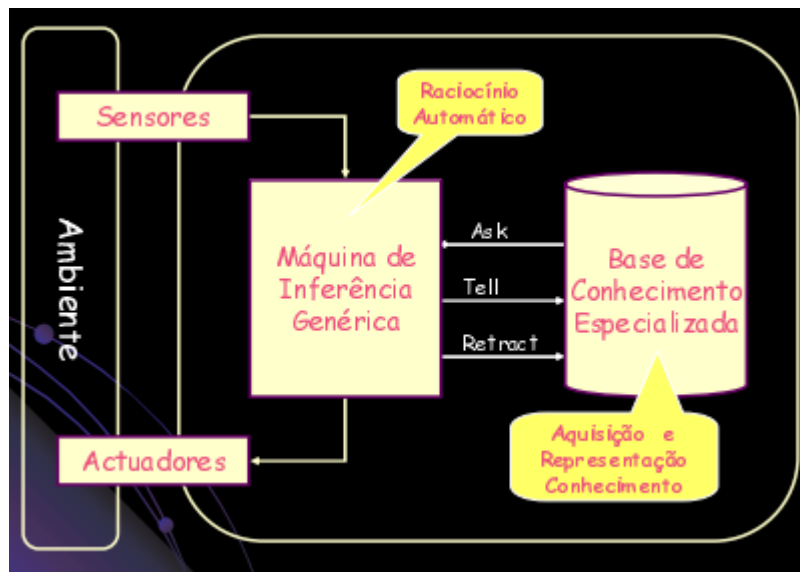 Sensores
Raciocínio
Automático
Ambiente
Máquina de
Inferência
Genérica
Ask
Tell
Retract
Base de
Conhecimento
Especializada
Actuadores
Aquisição e
Representação
Conhecimento